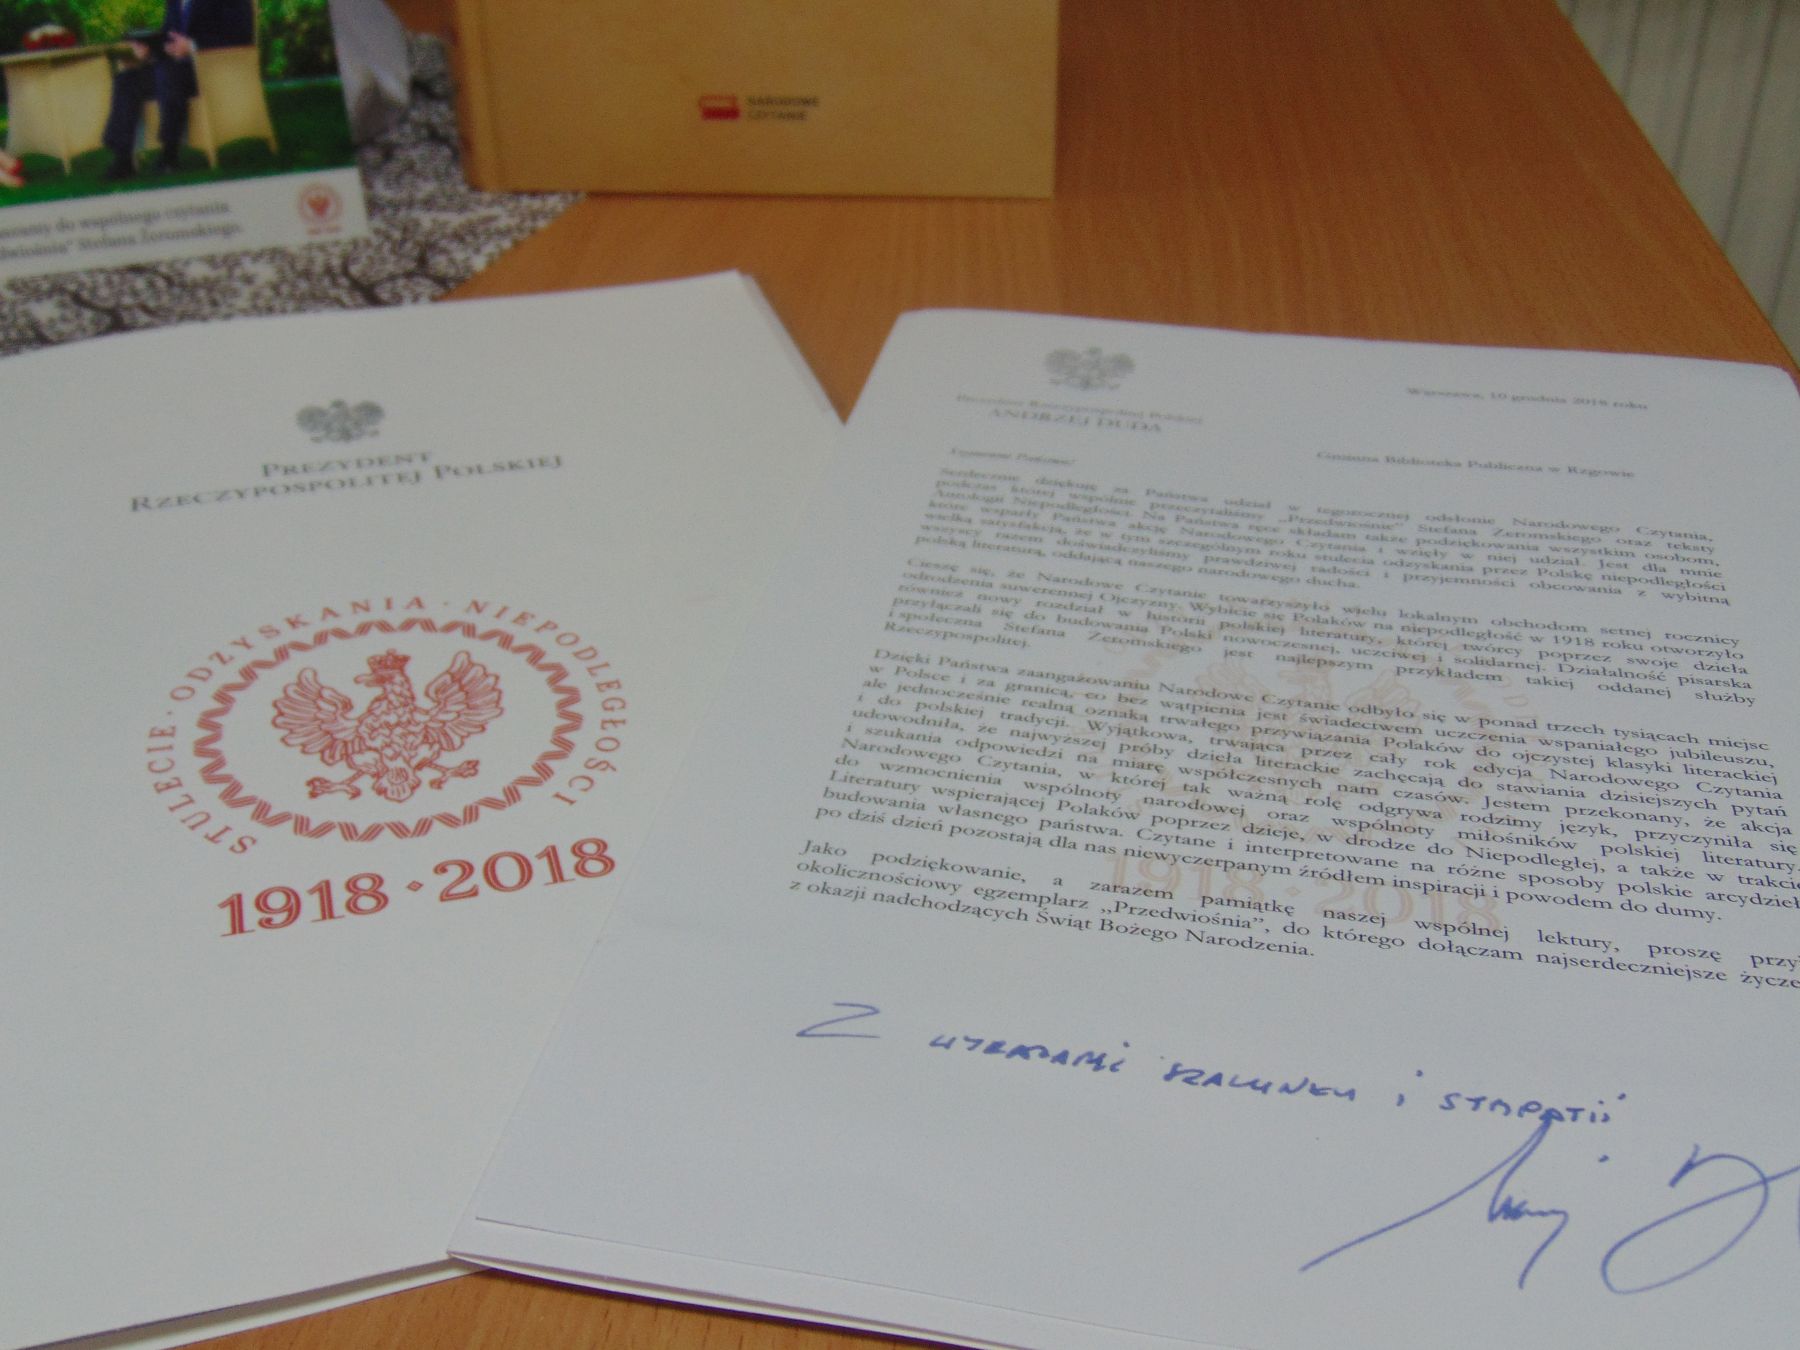 NARODOWE
CZYTANIE
do wspólnego czytania
Stefana Żeromskiego.
PREZYDENT
RZECZYPOSPOLITEJ POLSKIEJ
STULECIE · ODZYSKANIA · NIEPODLEGŁOŚCI
1918 · 2018
Prezydent Rzeczypospolitej Polskiej
ANDRZEJ DUDA
Warszawa, 10 grudnia 2018 roku
Gminna Biblioteka Publiczna w Rzgowie
Szanowni Państwo!
Serdecznie dziękuję za Państwa udział w tegorocznej odsłonie Narodowego Czytania,
podczas której wspólnie przeczytaliśmy „Przedwiośnie” Stefana Żeromskiego oraz teksty
Antologii Niepodległości. Na Państwa ręce składam także podziękowania wszystkim osobom,
które wsparły Państwa akcję Narodowego Czytania i wzięły w niej udział. Jest dla mnie
wielką satysfakcją, że w tym szczególnym roku stulecia odzyskania przez Polskę niepodległości
wszyscy razem doświadczyliśmy prawdziwej radości i przyjemności obcowania z wybitną
polską literaturą, oddającą naszego narodowego ducha.
Cieszę się, że Narodowe Czytanie towarzyszyło wielu lokalnym obchodom setnej rocznicy
odrodzenia suwerennej Ojczyzny. Wybicie się Polaków na niepodległość w 1918 roku otworzyło
również nowy rozdział w historii polskiej literatury, której twórcy poprzez swoje dzieła
przyłączali się do budowania Polski nowoczesnej, uczciwej i solidarnej. Działalność pisarska
i społeczna Stefana Żeromskiego jest najlepszym przykładem takiej oddanej służby
Rzeczypospolitej.
Dzięki Państwa zaangażowaniu Narodowe Czytanie odbyło się w ponad trzech tysiącach miejsc
w Polsce i za granicą, co bez wątpienia jest świadectwem uczczenia wspaniałego jubileuszu,
ale jednocześnie realną oznaką trwałego przywiązania Polaków do ojczystej klasyki literackiej
i do polskiej tradycji. Wyjątkowa, trwająca przez cały rok edycja Narodowego Czytania
udowodniła, że najwyższej próby dzieła literackie zachęcają do stawiania dzisiejszych pytań
i szukania odpowiedzi na miarę współczesnych nam czasów. Jestem przekonany, że akcja
Narodowego Czytania, w której tak ważną rolę odgrywa rodzimy język, przyczyniła się
do wzmocnienia wspólnoty narodowej oraz wspólnoty miłośników polskiej literatury.
Literatury wspierającej Polaków poprzez dzieje, w drodze do Niepodległej, a także w trakcie
budowania własnego państwa. Czytane i interpretowane na różne sposoby polskie arcydzieł
po dziś dzień pozostają dla nas niewyczerpanym źródłem inspiracji i powodem do dumy.
Jako podziękowanie, a zarazem pamiątkę naszej wspólnej lektury, proszę przy
okolicznościowy egzemplarz „Przedwiośnia”, do którego dołączam najserdeczniejsze życze
z okazji nadchodzących Świąt Bożego Narodzenia.
1918 · 2018
Z wyrazami szacunku i sympatii